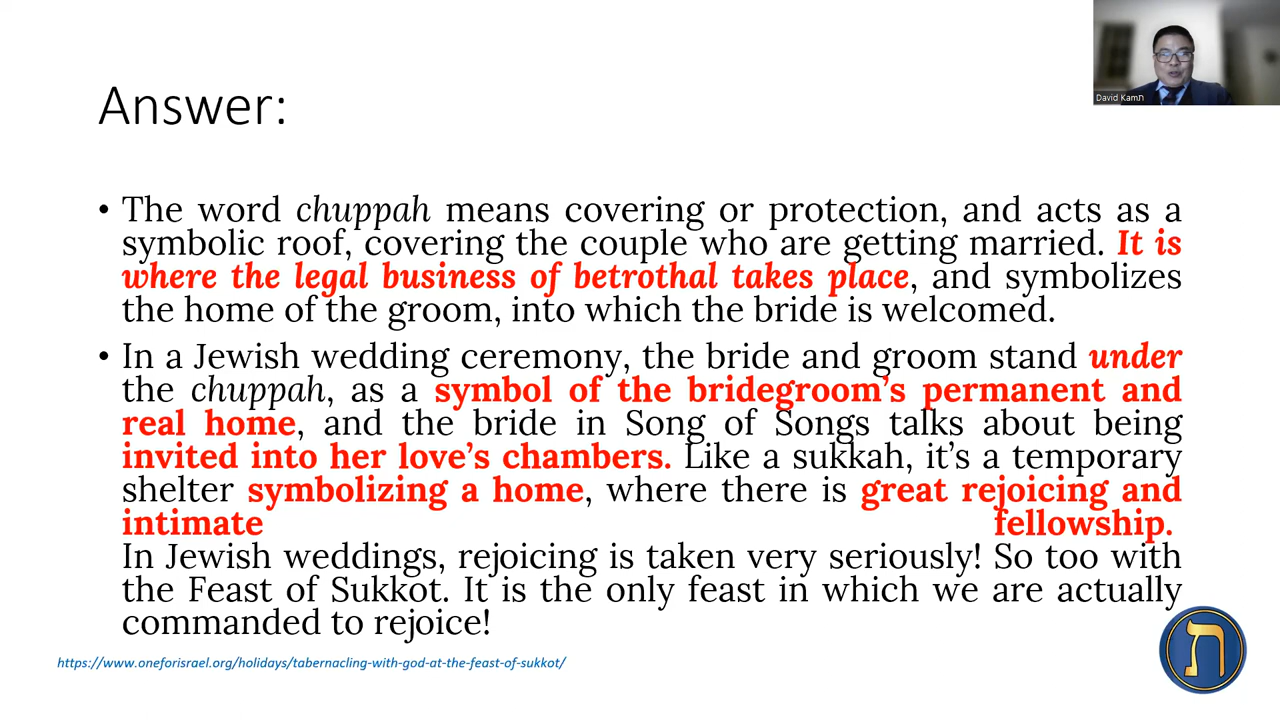 David Kamת
Answer:
• The word chuppah means covering or protection, and acts as a
symbolic roof, covering the couple who are getting married. It is
where the legal business of betrothal takes place, and symbolizes
the home of the groom, into which the bride is welcomed.
• In a Jewish wedding ceremony, the bride and groom stand under
the chuppah, as a symbol of the bridegroom’s permanent and
real home, and the bride in Song of Songs talks about being
invited into her love’s chambers. Like a sukkah, it’s a temporary
shelter symbolizing a home, where there is great rejoicing and
intimate fellowship.
In Jewish weddings, rejoicing is taken very seriously! So too with
the Feast of Sukkot. It is the only feast in which we are actually
commanded to rejoice!
https://www.oneforisrael.org/holidays/tabernacling-with-god-at-the-feast-of-sukkot/
ת